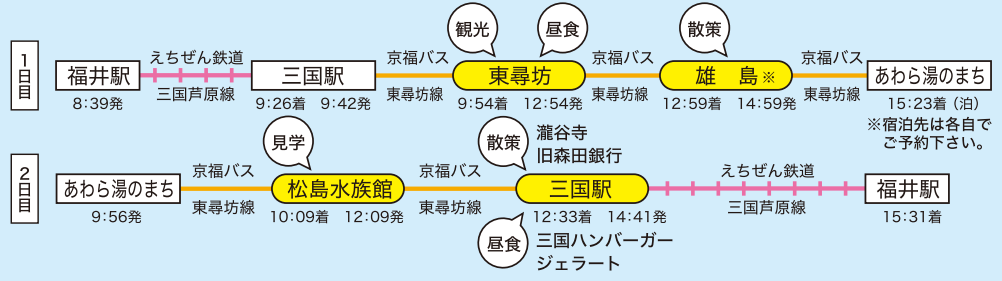 1日目
観光
昼食
散策
えちぜん鉄道
京福バス
京福バス
京福バス
福井駅
三国駅
東尋坊
雄島※
あわら湯のまち
三国芦原線
東尋坊線
東尋坊線
東尋坊線
8:39発
9:26着 9:42発
9:54着 12:54発
12:59着 14:59発
15:23着（泊）
※宿泊先は各自で
ご予約下さい。
2日目
見学
散策
瀧谷寺
旧森田銀行
京福バス
京福バス
えちぜん鉄道
あわら湯のまち
松島水族館
三国駅
福井駅
東尋坊線
東尋坊線
三国芦原線
9:56発
10:09着 12:09発
12:33着 14:41発
15:31着
昼食
三国ハンバーガー
ジェラート